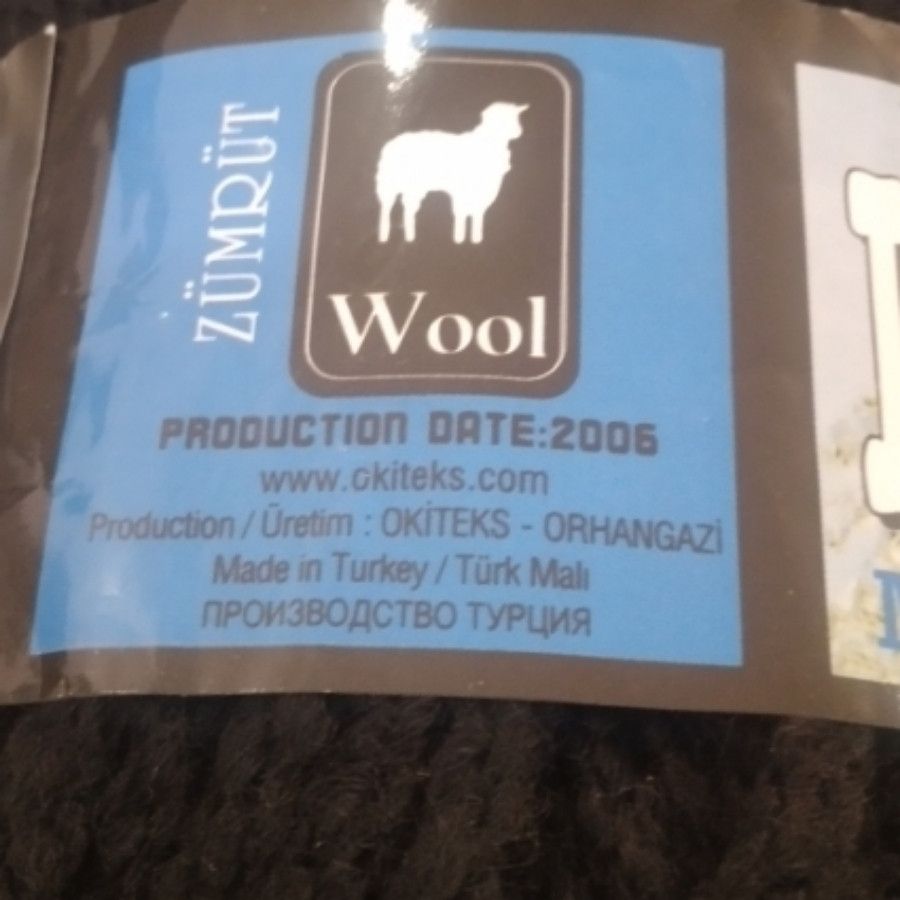 ZÜMRÜT
Wool
PRODUCTION DATE:2006
www.okiteks.com
Production / Üretim : OKİTEKS - ORHANGAZİ
Made in Turkey / Türk Malı
ПРОИЗВОДСТВО ТУРЦИЯ